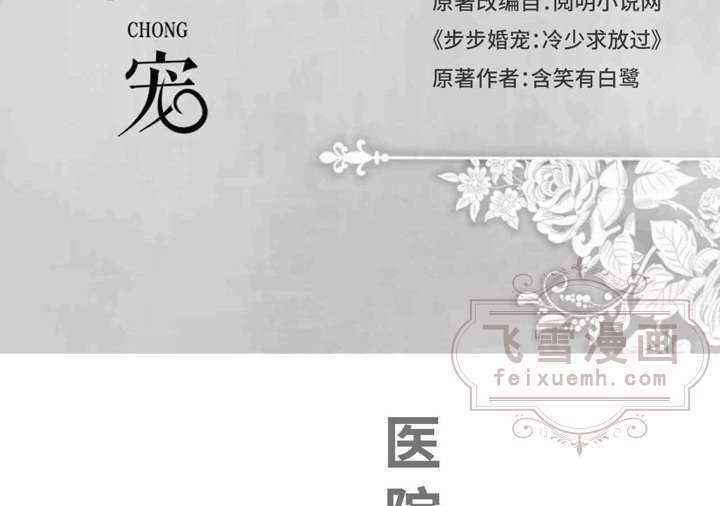 CHONG
宠
原著改编自:阅明小说网
《步步婚宠:冷少求放过》
原著作者:含笑有白鹭
飞雪漫画
feixuemh.com
医
院